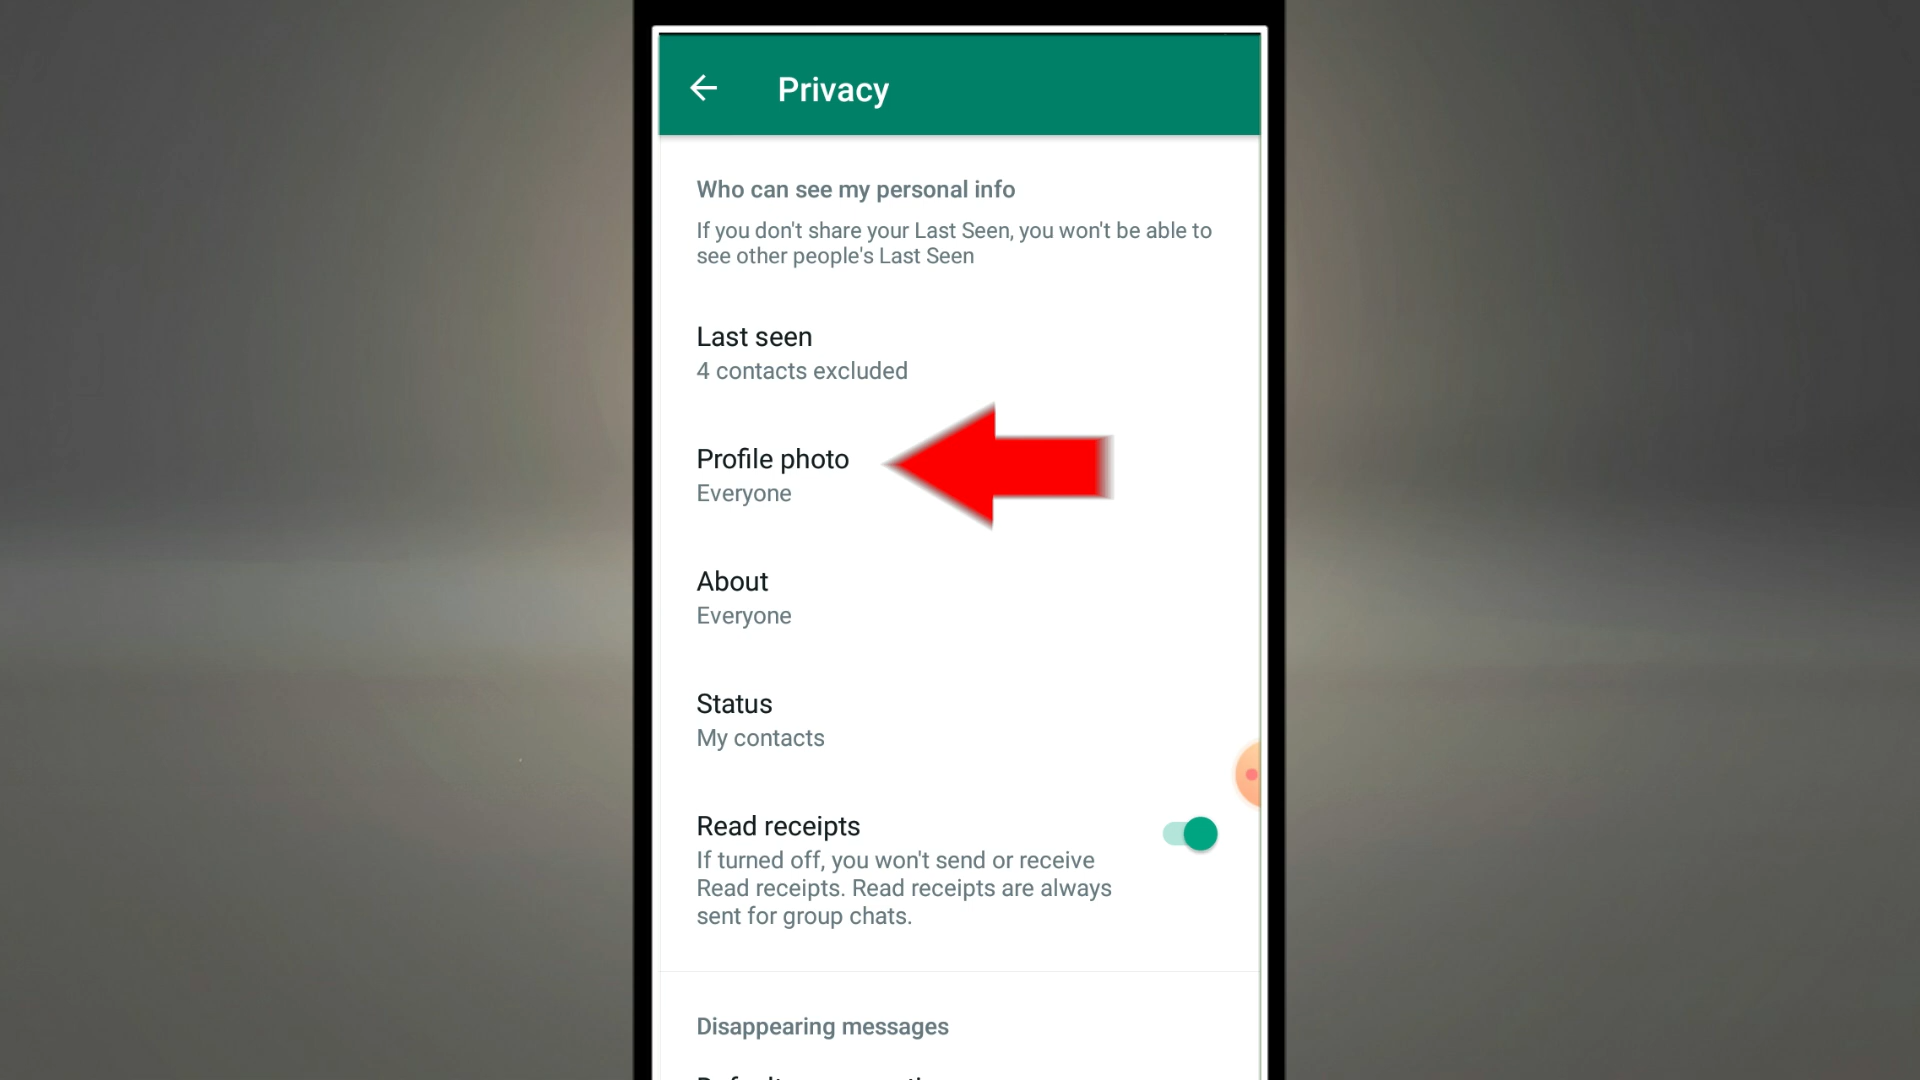 Privacy
Who can see my personal info
If you don't share your Last Seen, you won't be able to
see other people's Last Seen
Last seen
4 contacts excluded
Profile photo
Everyone
About
Everyone
Status
My contacts
Read receipts
If turned off, you won't send or receive
Read receipts. Read receipts are always
sent for group chats.
Disappearing messages